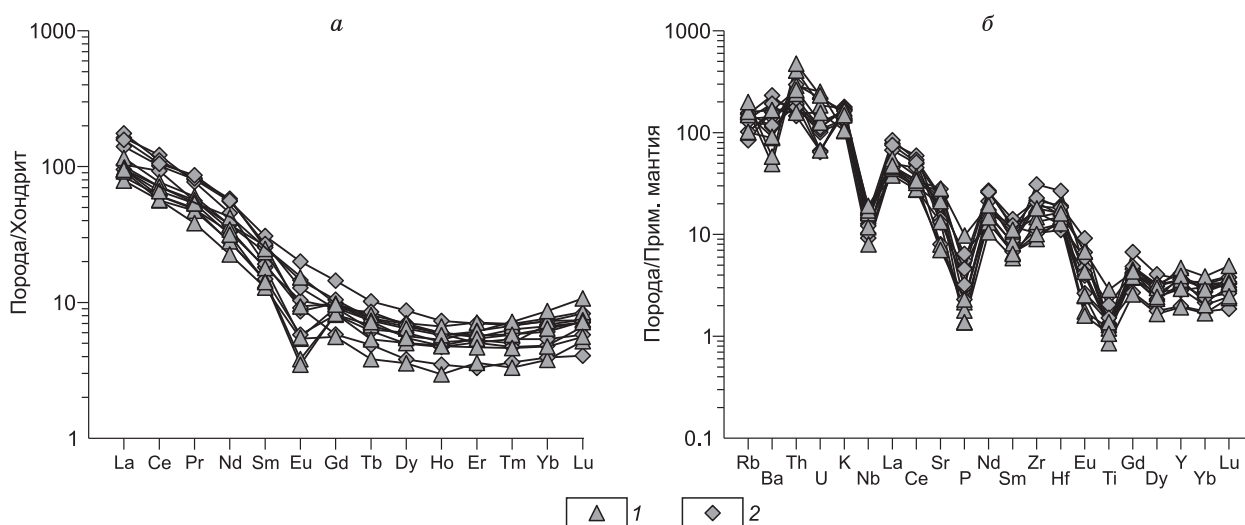 а
Порода/Хондрит
1000
100
10
1
La Ce Pr Nd Sm Eu Gd Tb Dy Ho Er Tm Yb Lu
б
Порода/Прим. мантия
1000
100
10
1
0.1
Rb Th K La Sr Nd Zr Eu Gd Y Lu
Ba U Nb Ce P Sm Hf Ti Dy Yb
1 2